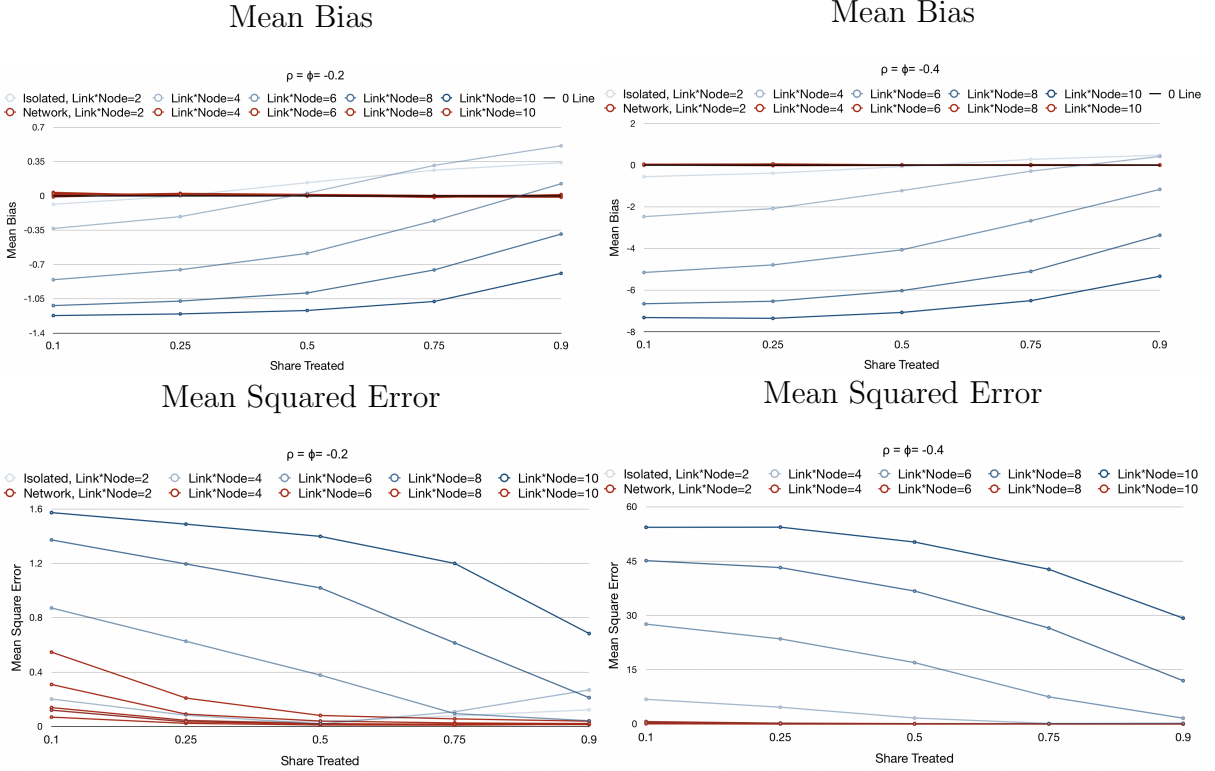 Mean Bias
ρ = ϕ= -0.2
Isolated, Link*Node=2 Link*Node=4 Link*Node=6 Link*Node=8 Link*Node=10 0 Line
Network, Link*Node=2 Link*Node=4 Link*Node=6 Link*Node=8 Link*Node=10
0.7
0.35
0
-0.35
-0.7
-1.05
-1.4
Mean Bias
0.1 0.25 0.5 0.75 0.9
Share Treated
Mean Bias
ρ = ϕ= -0.4
Isolated, Link*Node=2 Link*Node=4 Link*Node=6 Link*Node=8 Link*Node=10 0 Line
Network, Link*Node=2 Link*Node=4 Link*Node=6 Link*Node=8 Link*Node=10
2
0
-2
-4
-6
-8
Mean Bias
0.1 0.25 0.5 0.75 0.9
Share Treated
Mean Squared Error
ρ = ϕ= -0.2
Isolated, Link*Node=2 Link*Node=4 Link*Node=6 Link*Node=8 Link*Node=10
Network, Link*Node=2 Link*Node=4 Link*Node=6 Link*Node=8 Link*Node=10
1.6
1.2
0.8
0.4
0
Mean Square Error
0.1 0.25 0.5 0.75 0.9
Share Treated
Mean Squared Error
ρ = ϕ= -0.4
Isolated, Link*Node=2 Link*Node=4 Link*Node=6 Link*Node=8 Link*Node=10
Network, Link*Node=2 Link*Node=4 Link*Node=6 Link*Node=8 Link*Node=10
60
45
30
15
0
Mean Square Error
0.1 0.25 0.5 0.75 0.9
Share Treated